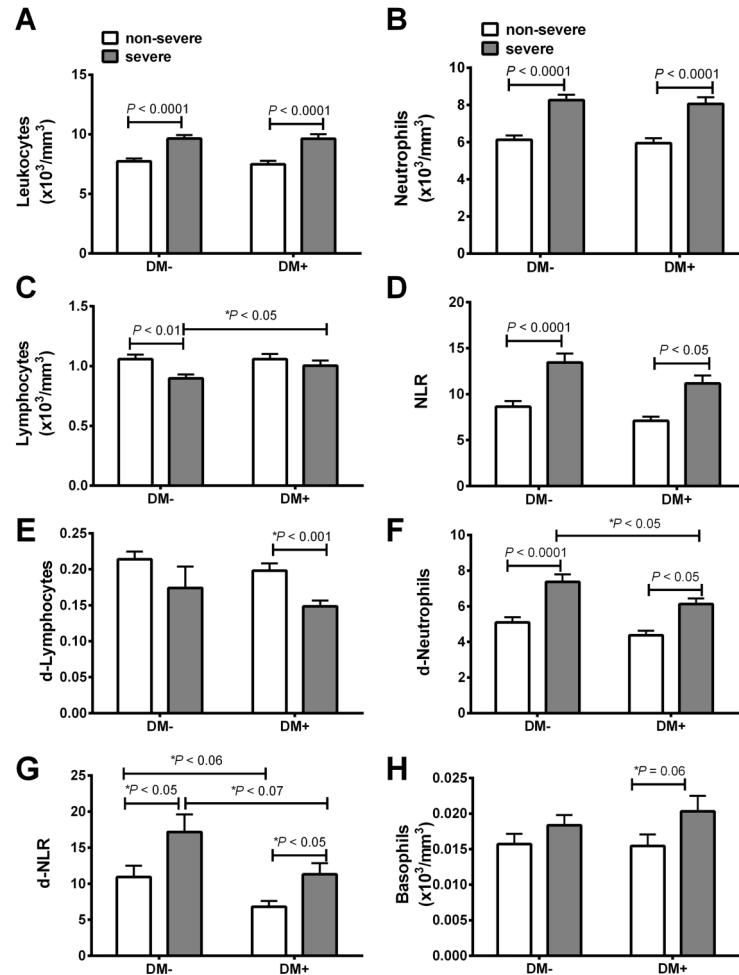 A
non-severe
severe
Leukocytes
(x10³/mm³)
15
10
5
0
P < 0.0001
P < 0.0001
DM-
DM+
B
non-severe
severe
Neutrophils
(x10³/mm³)
10
8
6
4
2
0
P < 0.0001
P < 0.0001
DM-
DM+
C
Lymphocytes
(x10³/mm³)
1.5
1.0
0.5
0.0
P < 0.01
*P < 0.05
DM-
DM+
D
NLR
20
15
10
5
0
P < 0.0001
P < 0.05
DM-
DM+
E
d-Lymphocytes
0.25
0.20
0.15
0.10
0.05
0.00
*P < 0.001
DM-
DM+
F
d-Neutrophils
10
8
6
4
2
0
P < 0.0001
*P < 0.05
P < 0.05
DM-
DM+
G
d-NLR
25
20
15
10
5
0
*P < 0.06
*P < 0.05
*P < 0.07
*P < 0.05
DM-
DM+
H
Basophils
(x10³/mm³)
0.025
0.020
0.015
0.010
0.005
0.000
*P = 0.06
DM-
DM+